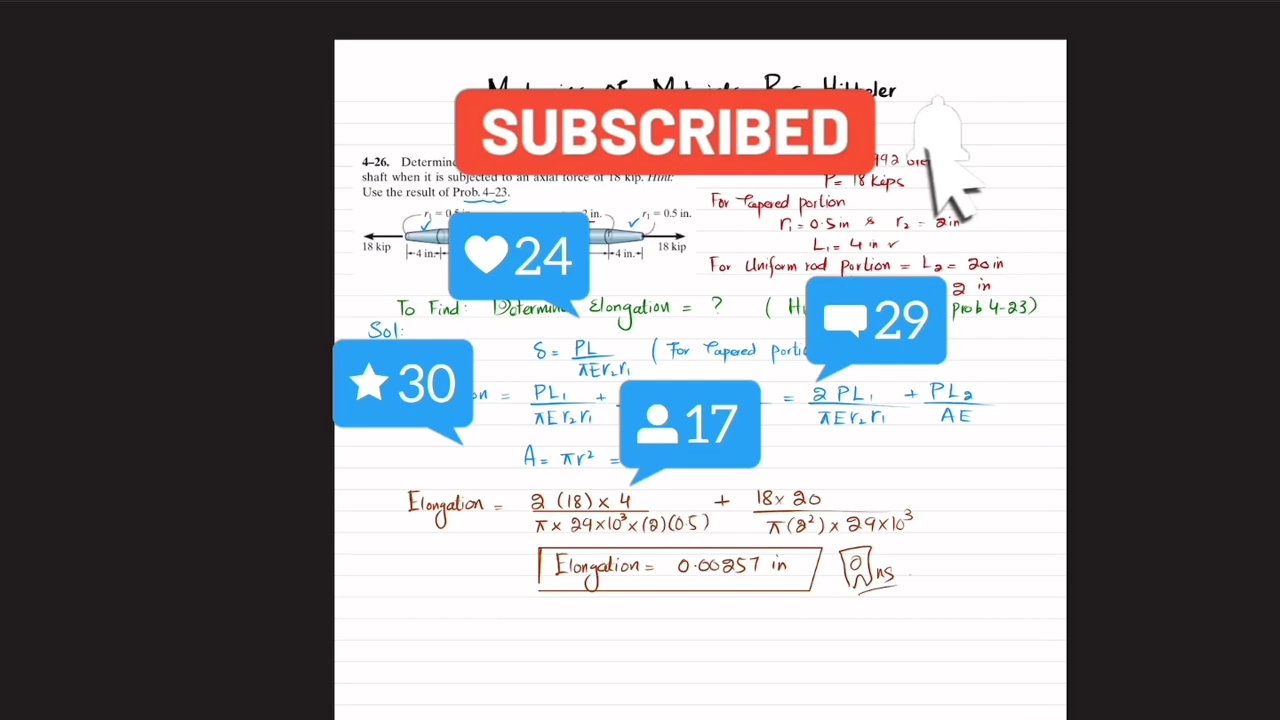 Hibbeler
SUBSCRIBED
4-26. Determine
shaft when it is subjected to an axial force of 18 kip. Hint:
Use the result of Prob. 4-23.
P = 18 kips
For Tapered portion
r₁ = 0.5 in & r₂ = 2 in
L₁ = 4 in
For Uniform rod portion = L₂ = 20 in
2 in
2 in. r₁ = 0.5 in.
18 kip 4 in. 4 in. 18 kip
24
29
30
17
To Find: Determine Elongation = ? ( prob 4-23)
Sol:
δ = PL / πEr₂r₁ ( For Tapered
= PL₁ / πEr₂r₁ + = 2PL₁ / πEr₂r₁ + PL₂ / AE
A = πr² =
Elongation = 2(18) × 4 / π × 29×10³ × (2)(0.5) + 18 × 20 / π(2²) × 29×10³
Elongation = 0.00257 in Ans